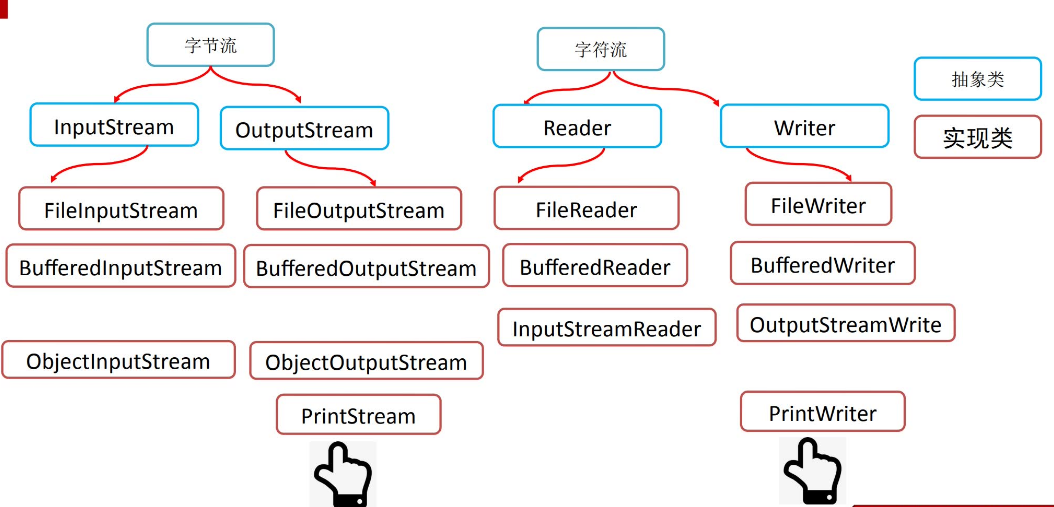 字节流
字符流
抽象类
InputStream
OutputStream
Reader
Writer
实现类
FileInputStream
FileOutputStream
FileReader
FileWriter
BufferedInputStream
BufferedOutputStream
BufferedReader
BufferedWriter
InputStreamReader
OutputStreamWrite
ObjectInputStream
ObjectOutputStream
PrintStream
PrintWriter